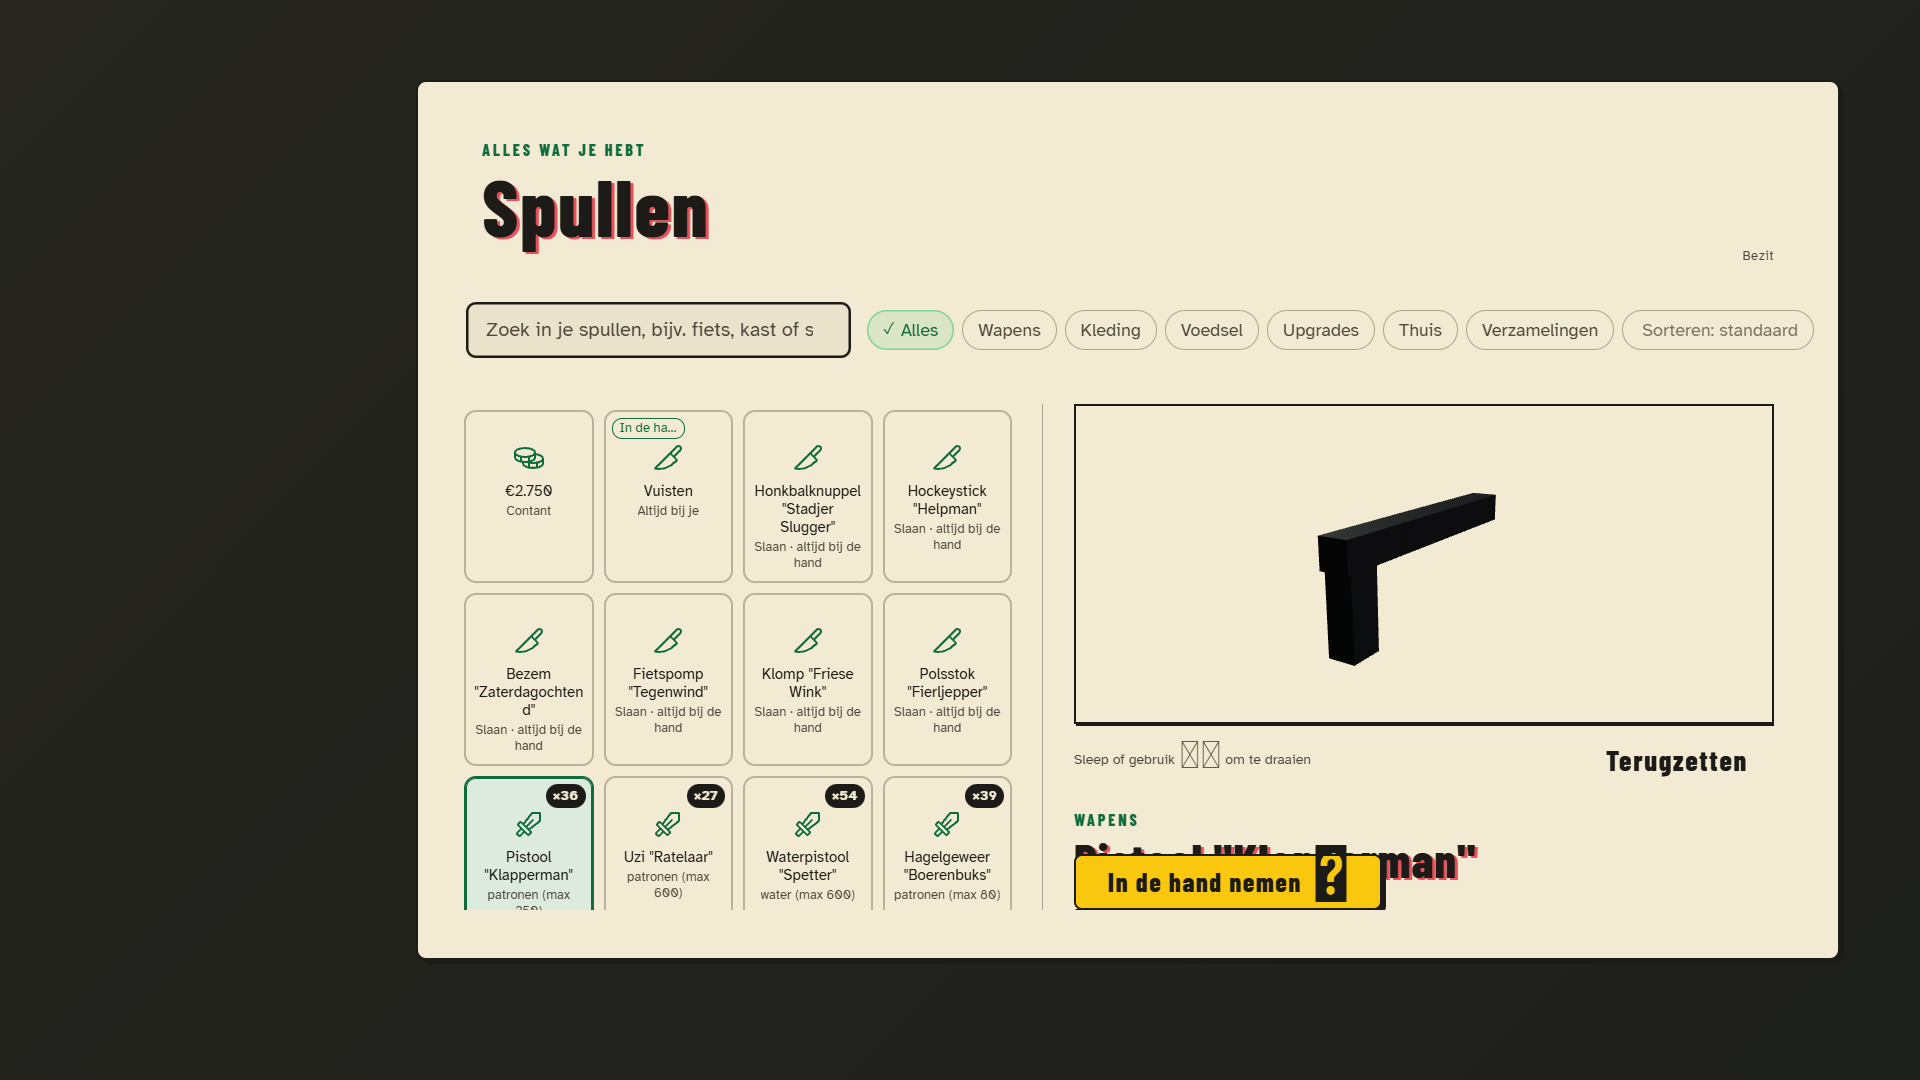 ALLES WAT JE HEBT
Spullen
Bezit
Zoek in je spullen, bijv. fiets, kast of s
✓ Alles
Wapens
Kleding
Voedsel
Upgrades
Thuis
Verzamelingen
Sorteren: standaard
€2.750
Contant
In de ha...
Vuisten
Altijd bij je
Honkbalknuppel
"Stadjer
Slugger"
Slaan · altijd bij de
hand
Hockeystick
"Helpman"
Slaan · altijd bij de
hand
Bezem
"Zaterdagochten
d"
Slaan · altijd bij de
hand
Fietspomp
"Tegenwind"
Slaan · altijd bij de
hand
Klomp "Friese
Wink"
Slaan · altijd bij de
hand
Polsstok
"Fierljepper"
Slaan · altijd bij de
hand
×36
Pistool
"Klapperman"
patronen (max
250)
×27
Uzi "Ratelaar"
patronen (max
600)
×54
Waterpistool
"Spetter"
water (max 600)
×39
Hagelgeweer
"Boerenbuks"
patronen (max 80)
Sleep of gebruik om te draaien
Terugzetten
WAPENS
Pistool "Klapperman"
In de hand nemen ?